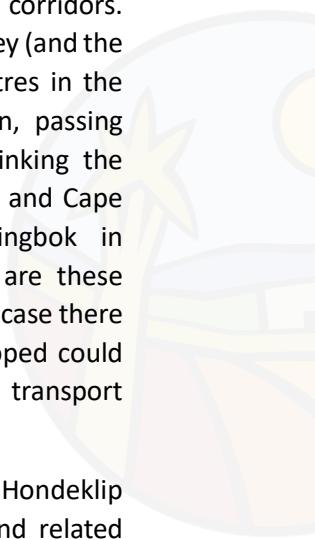 corridors.
ey (and the
tres in the
n, passing
inking the
and Cape
ingbok in
are these
case there
ped could
transport
Hondeklip
nd related